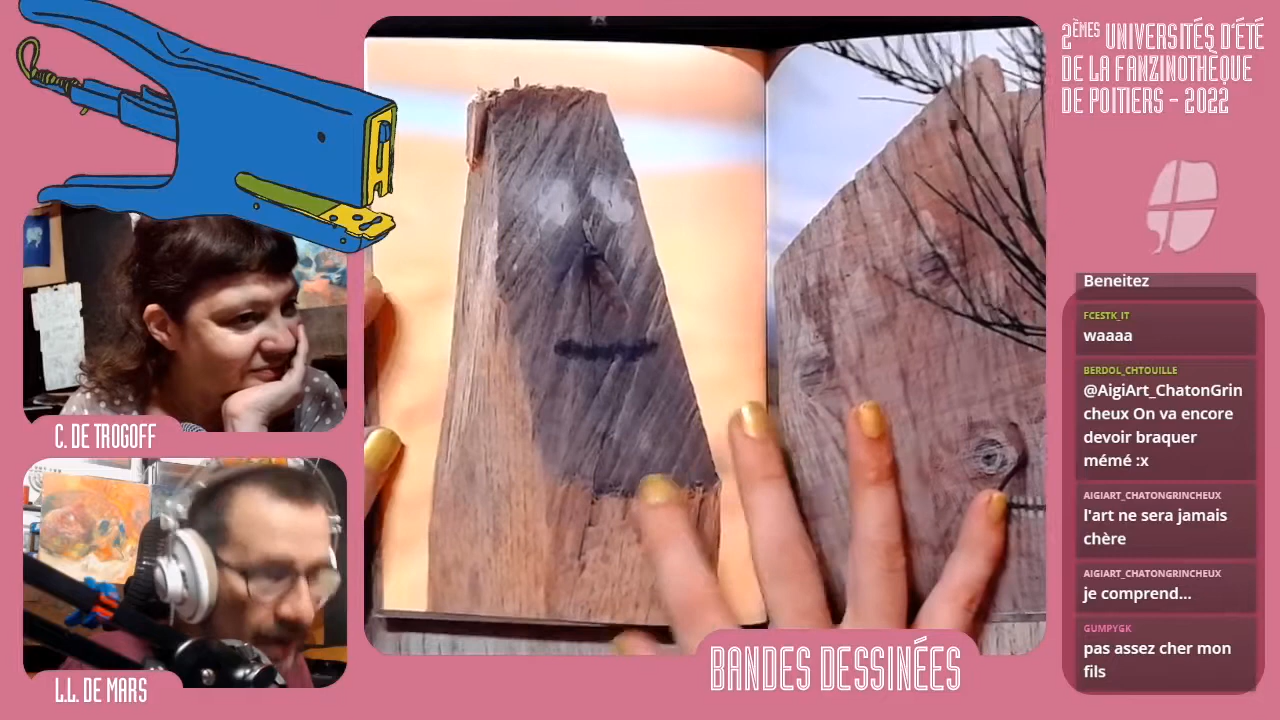 2ÈMES UNIVERSITÉS D'ÉTÉ
DE LA FANZINOTHÈQUE
DE POITIERS - 2022
C. DE TROGOFF
L.L. DE MARS
BANDES DESSINÉES
Beneitez
FCESTK_IT
waaaa
BERDOL_CHTOUILLE
@AigiArt_ChatonGrin
cheux On va encore
devoir braquer
mémé :x
AIGIART_CHATONGRINCHEUX
l'art ne sera jamais
chère
AIGIART_CHATONGRINCHEUX
je comprend...
GUMPYGK
pas assez cher mon
fils